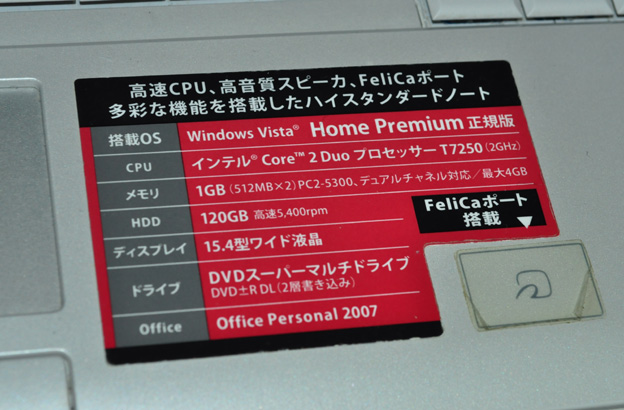 高速CPU、高音質スピーカ、FeliCaポート
多彩な機能を搭載したハイスタンダードノート
搭載OS Windows Vista® Home Premium 正規版
CPU インテル® Core™ 2 Duo プロセッサー T7250 (2GHz)
メモリ 1GB (512MB×2) PC2-5300、デュアルチャネル対応／最大4GB
HDD 120GB 高速5,400rpm
FeliCaポート
搭載
ディスプレイ 15.4型ワイド液晶
ドライブ DVDスーパーマルチドライブ
DVD±R DL(2層書き込み)
Office Office Personal 2007